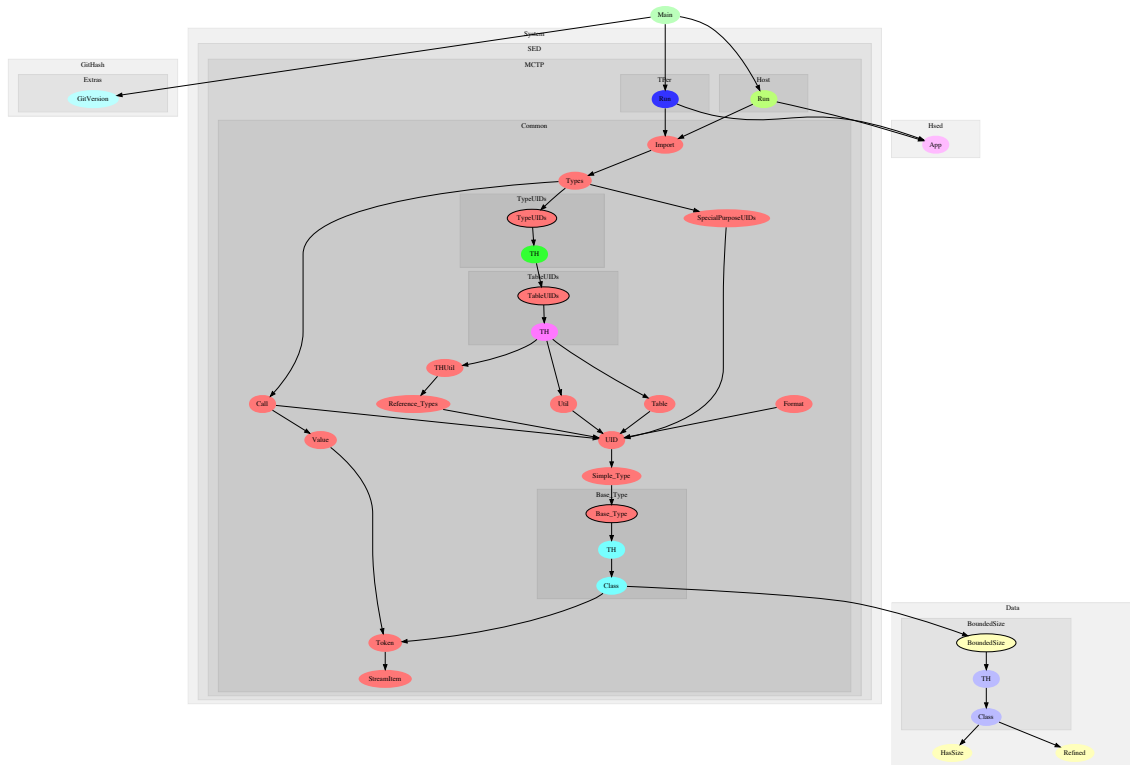 Main
System
SED
GitHash
MCTP
Extras
TPer
Host
GitVersion
Run
Run
Common
Hsed
Import
App
Types
TypeUIDs
TypeUIDs
SpecialPurposeUIDs
TH
TableUIDs
TableUIDs
TH
THUtil
Call
Reference_Types
Util
Table
Format
Value
UID
Simple_Type
Base_Type
Base_Type
TH
Class
Data
BoundedSize
Token
BoundedSize
StreamItem
TH
Class
HasSize
Refined